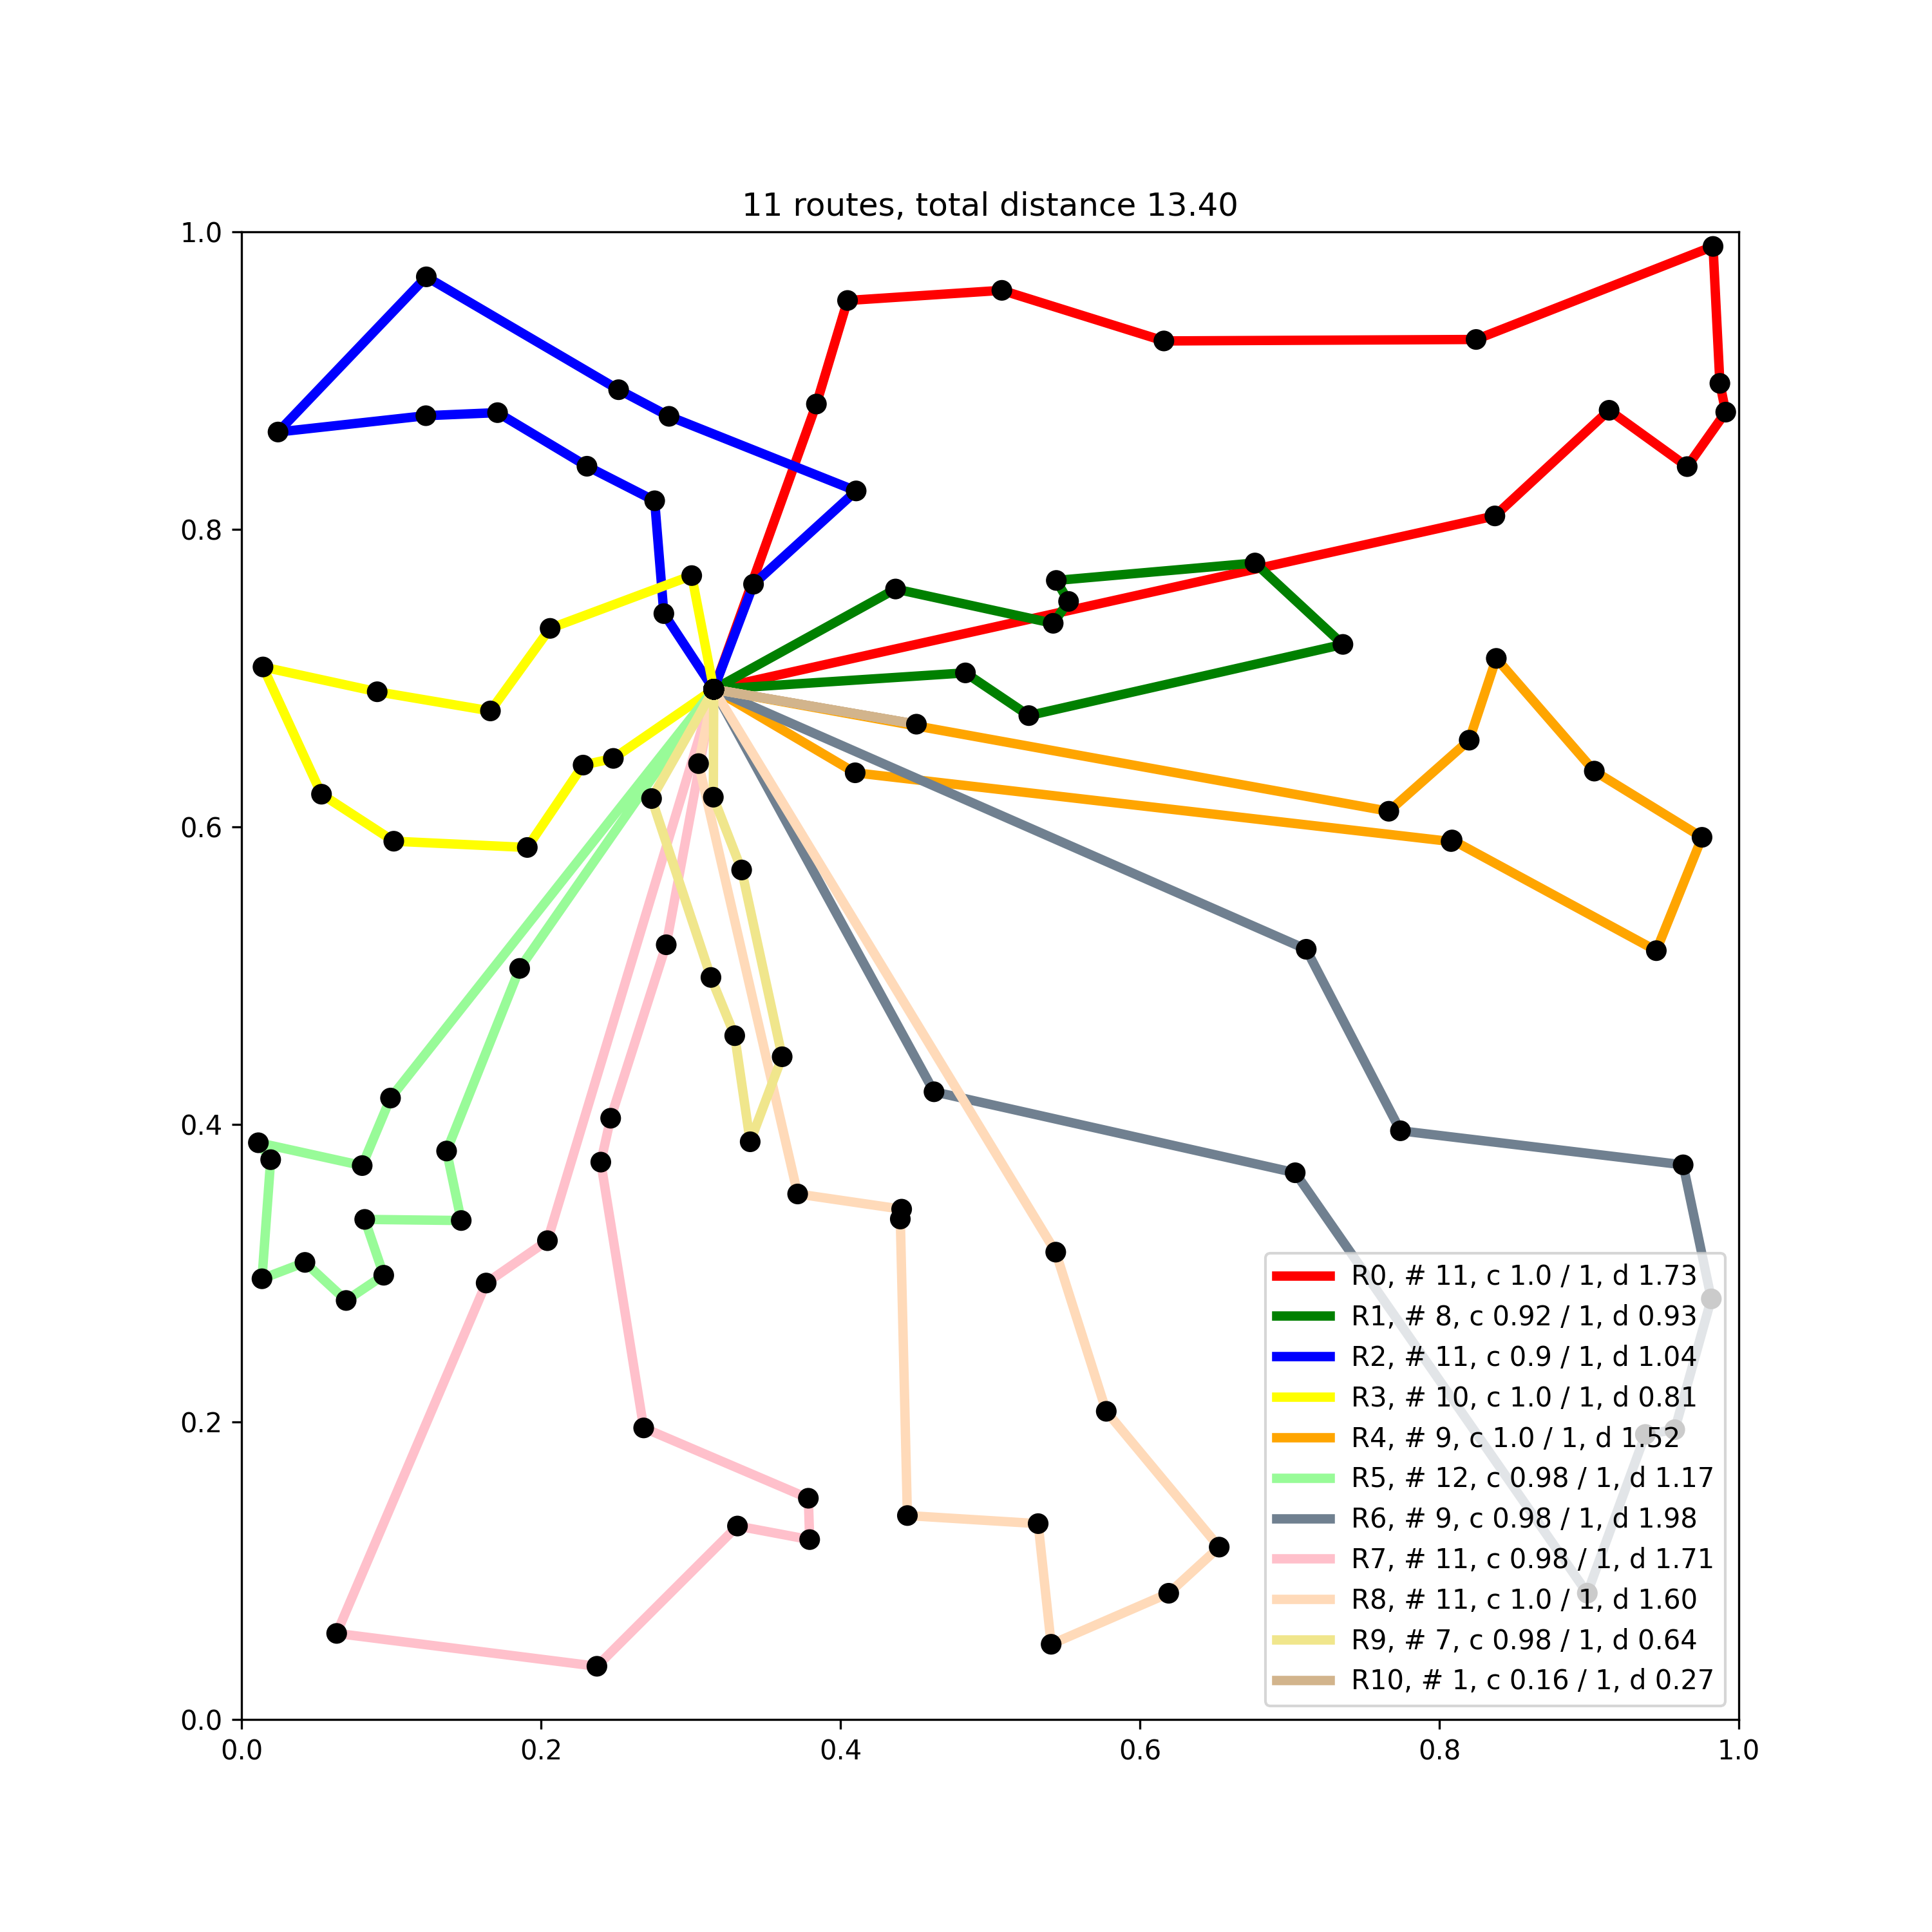 11 routes, total distance 13.40
1.0
0.8
0.6
0.4
0.2
0.0
0.0 0.2 0.4 0.6 0.8 1.0
R0, # 11, c 1.0 / 1, d 1.73
R1, # 8, c 0.92 / 1, d 0.93
R2, # 11, c 0.9 / 1, d 1.04
R3, # 10, c 1.0 / 1, d 0.81
R4, # 9, c 1.0 / 1, d 1.52
R5, # 12, c 0.98 / 1, d 1.17
R6, # 9, c 0.98 / 1, d 1.98
R7, # 11, c 0.98 / 1, d 1.71
R8, # 11, c 1.0 / 1, d 1.60
R9, # 7, c 0.98 / 1, d 0.64
R10, # 1, c 0.16 / 1, d 0.27